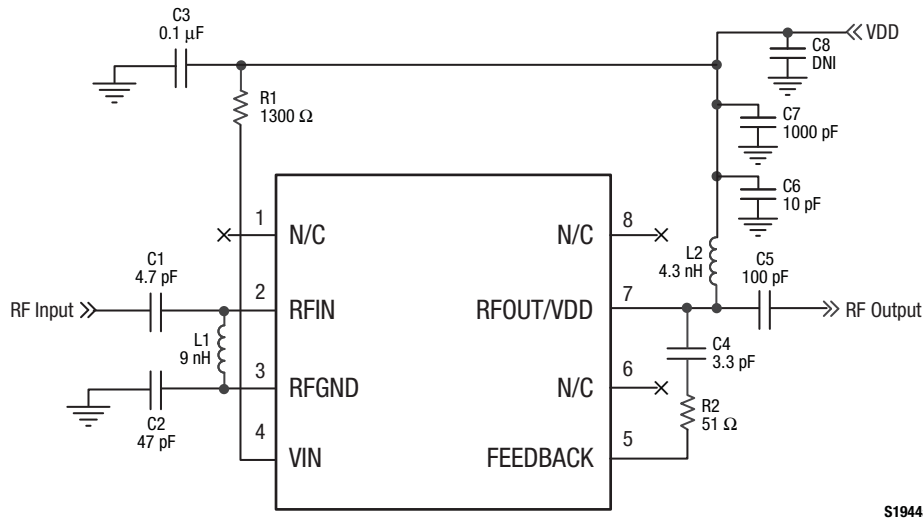 C3
0.1 µF
R1
1300 Ω
VDD
C8
DNI
C7
1000 pF
C6
10 pF
1
N/C
N/C
8
L2
4.3 nH
C5
100 pF
C1
4.7 pF
RF Input
2
RFIN
RFOUT/VDD
7
RF Output
L1
9 nH
C4
3.3 pF
3
RFGND
N/C
6
C2
47 pF
R2
51 Ω
4
VIN
FEEDBACK
5
S1944